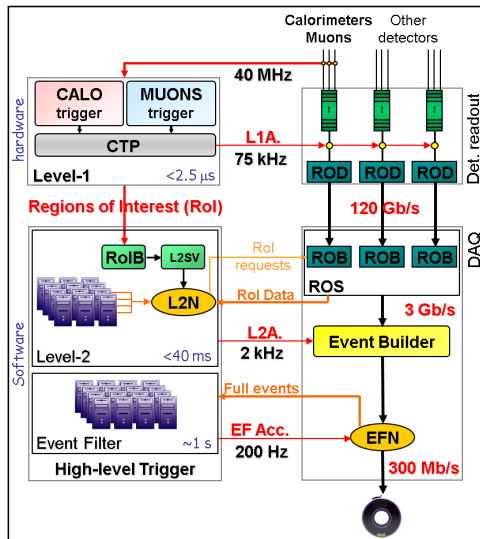 Calorimeters
Muons
Other
detectors
40 MHz
hardware
CALO
trigger
MUONS
trigger
CTP
Level-1
<2.5 μs
L1A.
75 kHz
ROD
ROD
ROD
Det. readout
Regions of Interest (RoI)
120 Gb/s
Software
RoIB
L2SV
L2N
Level-2
<40 ms
RoI
requests
RoI Data
ROB
ROB
ROB
ROS
DAQ
3 Gb/s
L2A.
2 kHz
Event Builder
Full events
Event Filter
~1 s
EF Acc.
200 Hz
EFN
High-level Trigger
300 Mb/s